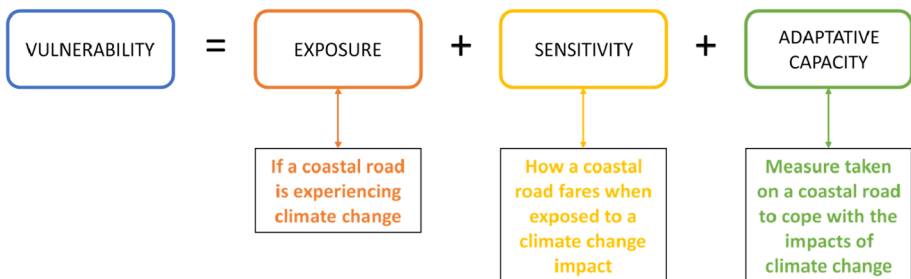 VULNERABILITY = EXPOSURE + SENSITIVITY + ADAPTATIVE
CAPACITY
If a coastal road
is experiencing
climate change
How a coastal
road fares when
exposed to a
climate change
impact
Measure taken
on a coastal road
to cope with the
impacts of
climate change